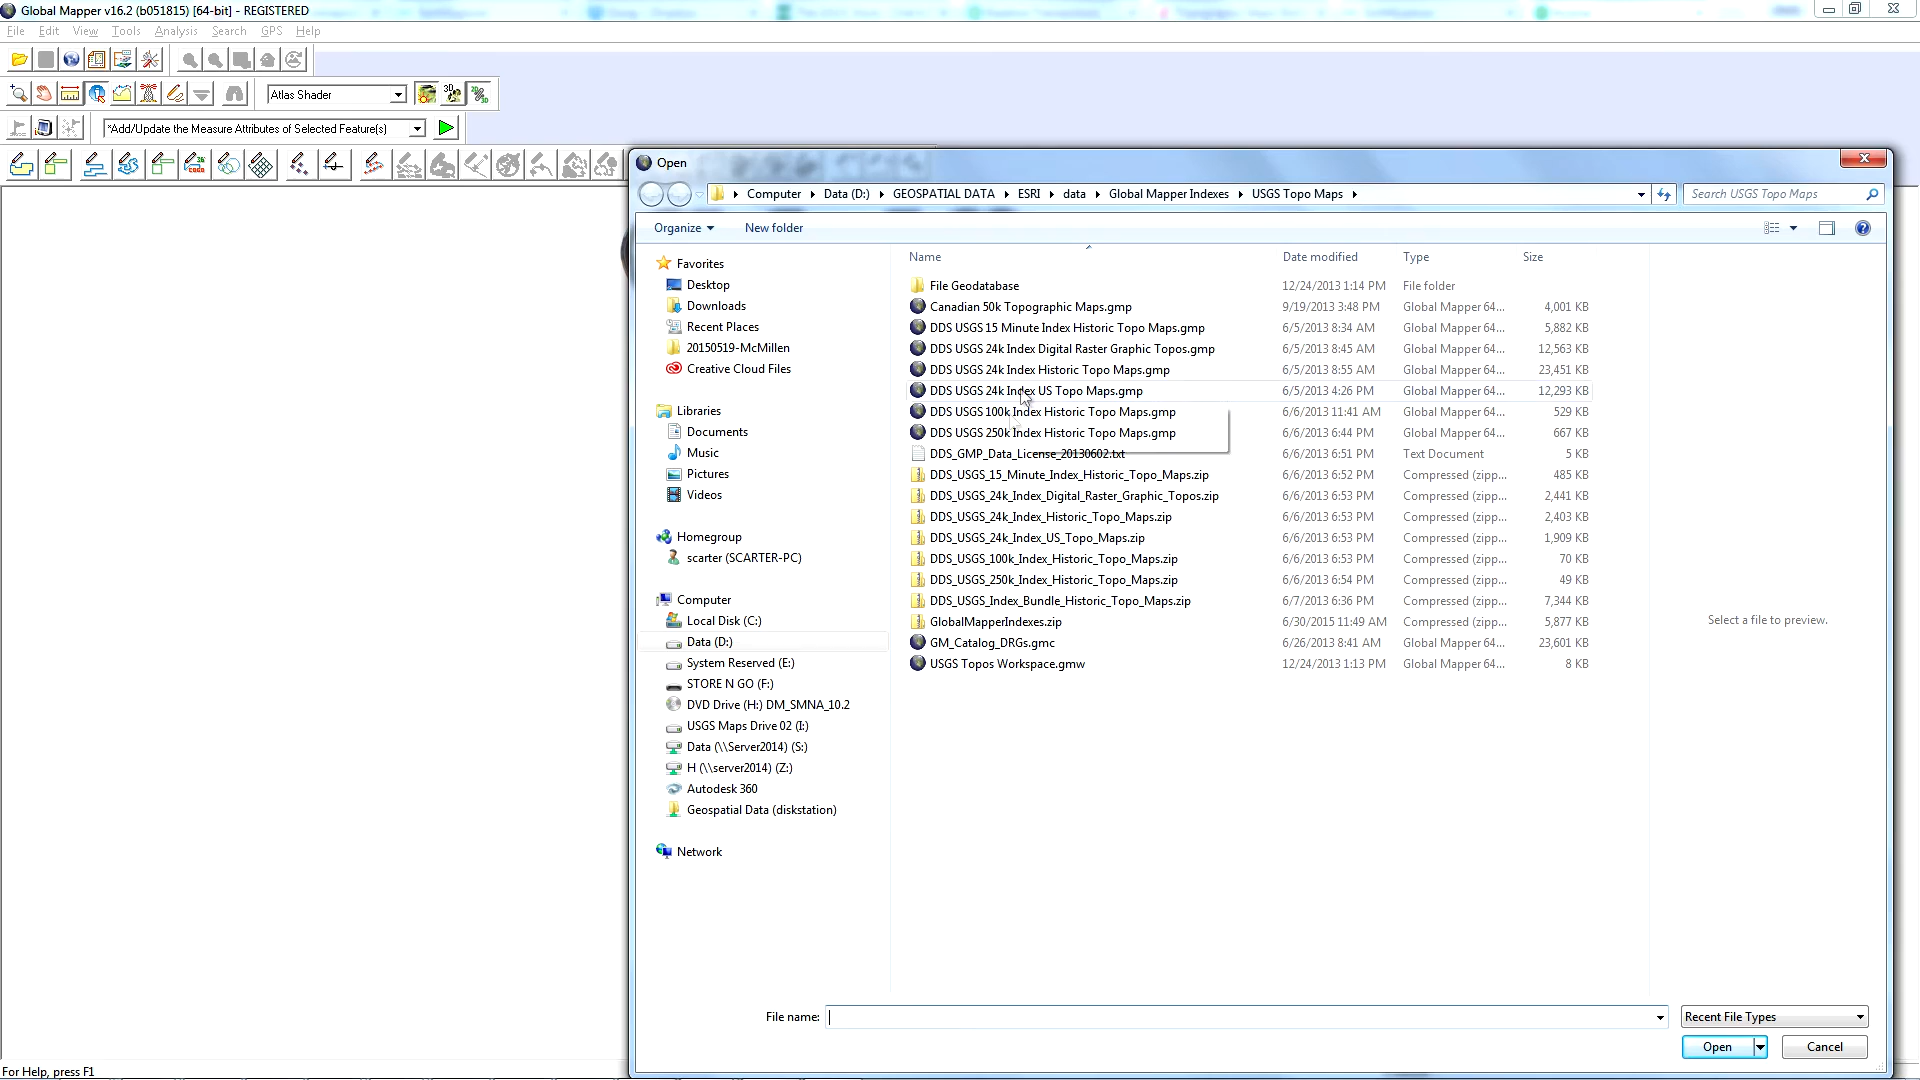 Global Mapper v16.2 (b051815) [64-bit] - REGISTERED
File Edit View Tools Analysis Search GPS Help
Atlas Shader
3D
2D/3D
*Add/Update the Measure Attributes of Selected Feature(s)
Open
Computer Data (D:) GEOSPATIAL DATA ESRI data Global Mapper Indexes USGS Topo Maps
Search USGS Topo Maps
Organize New folder
Favorites
Desktop
Downloads
Recent Places
20150519-McMillen
Creative Cloud Files
Libraries
Documents
Music
Pictures
Videos
Homegroup
scarter (SCARTER-PC)
Computer
Local Disk (C:)
Data (D:)
System Reserved (E:)
STORE N GO (F:)
DVD Drive (H:) DM_SMNA_10.2
USGS Maps Drive 02 (I:)
Data (\\Server2014) (S:)
H (\\server2014) (Z:)
Autodesk 360
Geospatial Data (diskstation)
Network
Name Date modified Type Size
File Geodatabase 12/24/2013 1:14 PM File folder
Canadian 50k Topographic Maps.gmp 9/19/2013 3:48 PM Global Mapper 64... 4,001 KB
DDS USGS 15 Minute Index Historic Topo Maps.gmp 6/5/2013 8:34 AM Global Mapper 64... 5,882 KB
DDS USGS 24k Index Digital Raster Graphic Topos.gmp 6/5/2013 8:45 AM Global Mapper 64... 12,563 KB
DDS USGS 24k Index Historic Topo Maps.gmp 6/5/2013 8:55 AM Global Mapper 64... 23,451 KB
DDS USGS 24k Index US Topo Maps.gmp 6/5/2013 4:26 PM Global Mapper 64... 12,293 KB
DDS USGS 100k Index Historic Topo Maps.gmp 6/6/2013 11:41 AM Global Mapper 64... 529 KB
DDS USGS 250k Index Historic Topo Maps.gmp 6/6/2013 6:44 PM Global Mapper 64... 667 KB
DDS_GMP_Data_License_20130602.txt 6/6/2013 6:51 PM Text Document 5 KB
DDS_USGS_15_Minute_Index_Historic_Topo_Maps.zip 6/6/2013 6:52 PM Compressed (zipp... 485 KB
DDS_USGS_24k_Index_Digital_Raster_Graphic_Topos.zip 6/6/2013 6:53 PM Compressed (zipp... 2,441 KB
DDS_USGS_24k_Index_Historic_Topo_Maps.zip 6/6/2013 6:53 PM Compressed (zipp... 2,403 KB
DDS_USGS_24k_Index_US_Topo_Maps.zip 6/6/2013 6:53 PM Compressed (zipp... 1,909 KB
DDS_USGS_100k_Index_Historic_Topo_Maps.zip 6/6/2013 6:53 PM Compressed (zipp... 70 KB
DDS_USGS_250k_Index_Historic_Topo_Maps.zip 6/6/2013 6:54 PM Compressed (zipp... 49 KB
DDS_USGS_Index_Bundle_Historic_Topo_Maps.zip 6/7/2013 6:36 PM Compressed (zipp... 7,344 KB
GlobalMapperIndexes.zip 6/30/2015 11:49 AM Compressed (zipp... 5,877 KB
GM_Catalog_DRGs.gmc 6/26/2013 8:41 AM Global Mapper 64... 23,601 KB
USGS Topos Workspace.gmw 12/24/2013 1:13 PM Global Mapper 64... 8 KB
Select a file to preview.
File name:
Recent File Types
Open Cancel
For Help, press F1